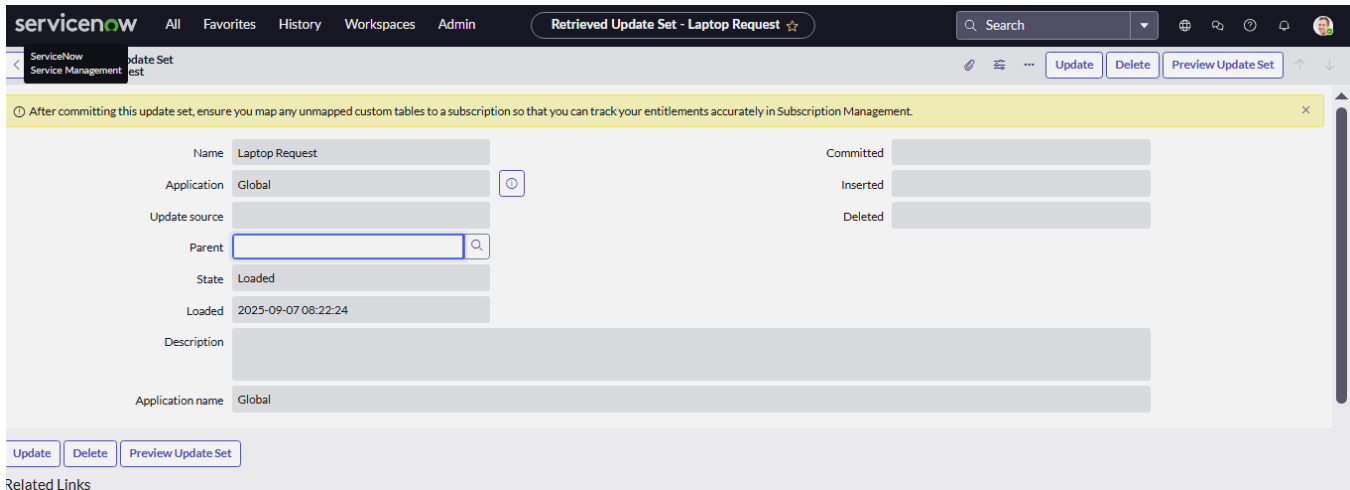 servicenow All Favorites History Workspaces Admin Retrieved Update Set - Laptop Request Search
ServiceNow
Service Management
Update Set
est
Update Delete Preview Update Set
After committing this update set, ensure you map any unmapped custom tables to a subscription so that you can track your entitlements accurately in Subscription Management.
Name Laptop Request Committed
Application Global Inserted
Update source Deleted
Parent
State Loaded
Loaded 2025-09-07 08:22:24
Description
Application name Global
Update Delete Preview Update Set
Related Links